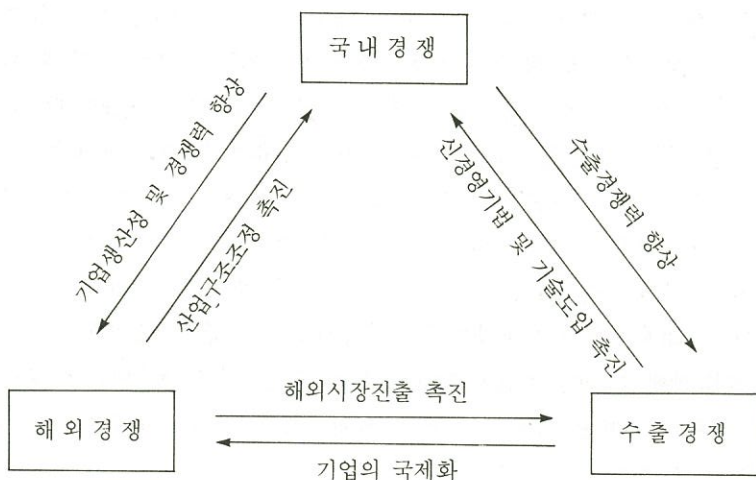 국내경쟁
기업생산성 및 경쟁력 향상
산업구조조정 촉진
신경영기법 및 기술도입 촉진
수출경쟁력 향상
해외시장진출 촉진
해외경쟁
수출경쟁
기업의 국제화